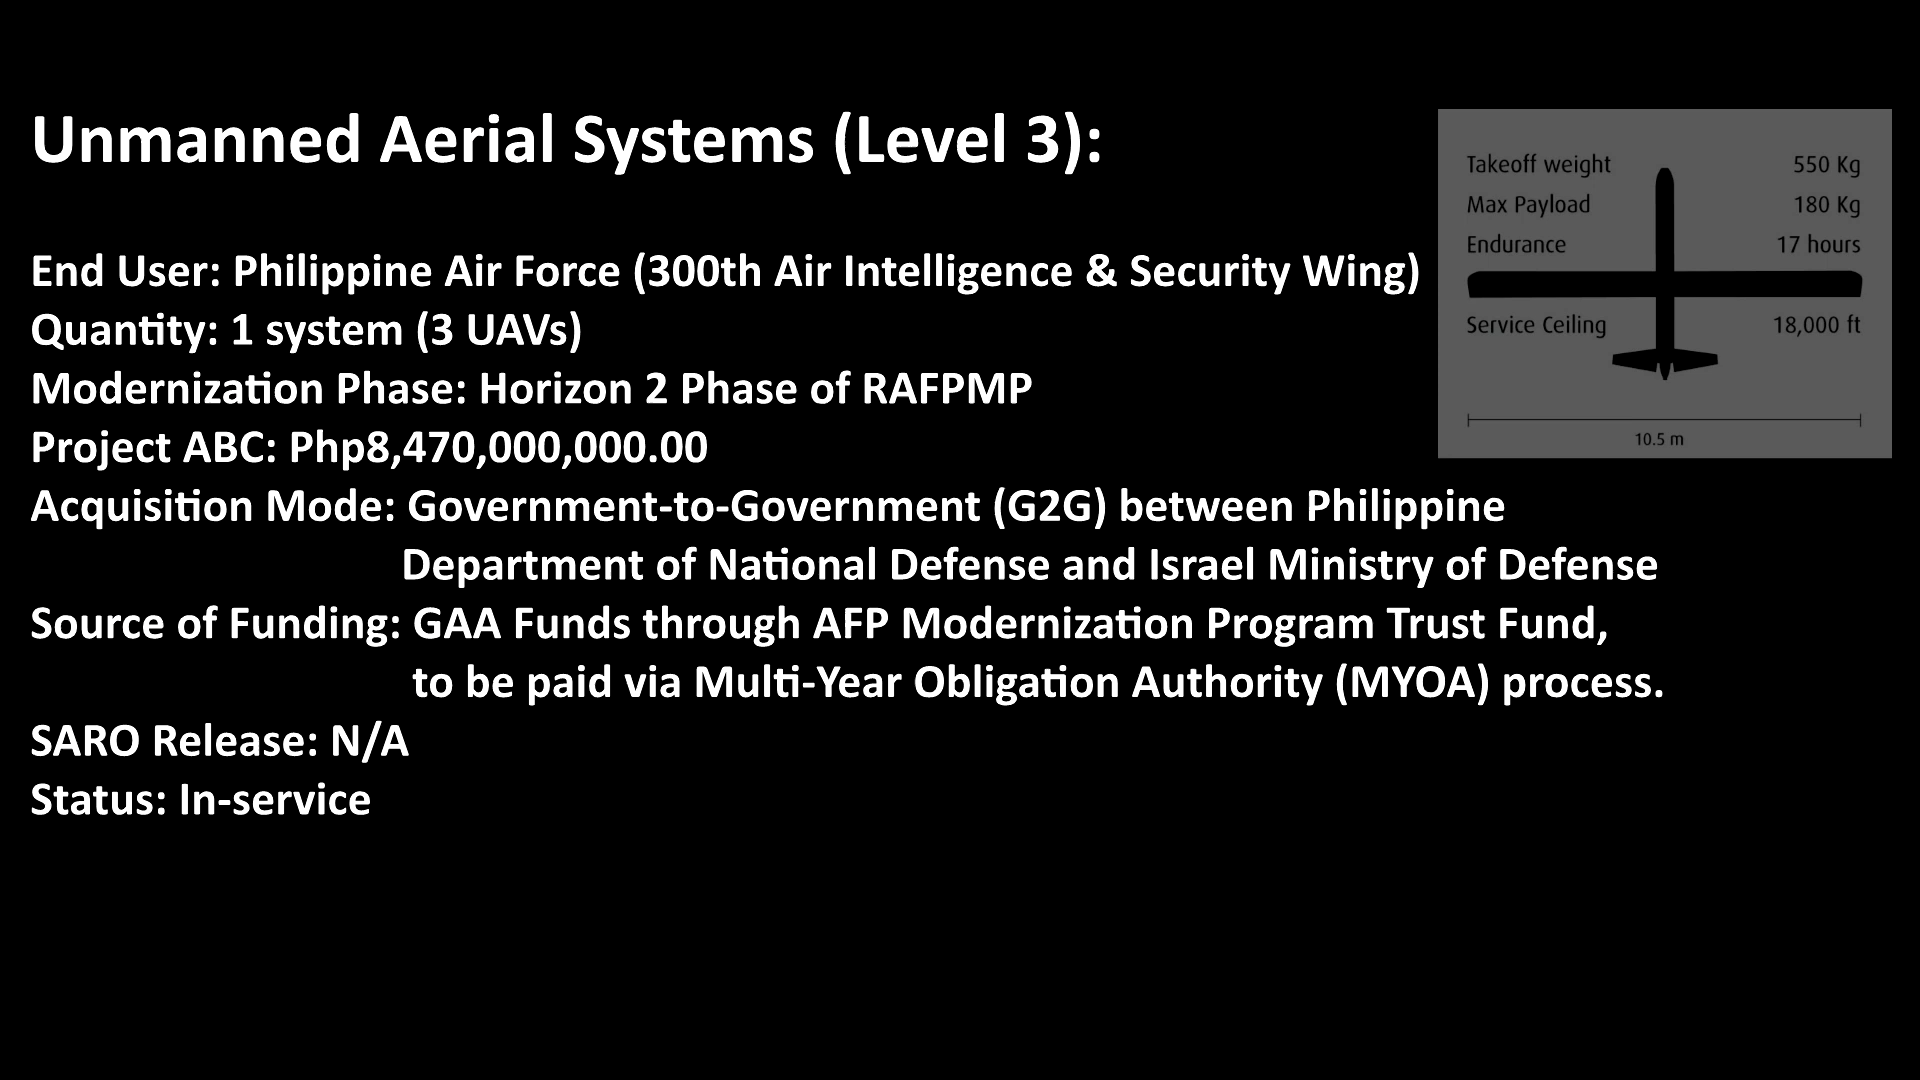 Unmanned Aerial Systems (Level 3):
End User: Philippine Air Force (300th Air Intelligence & Security Wing)
Quantity: 1 system (3 UAVs)
Modernization Phase: Horizon 2 Phase of RAFPMP
Project ABC: Php8,470,000,000.00
Acquisition Mode: Government-to-Government (G2G) between Philippine
Department of National Defense and Israel Ministry of Defense
Source of Funding: GAA Funds through AFP Modernization Program Trust Fund,
to be paid via Multi-Year Obligation Authority (MYOA) process.
SARO Release: N/A
Status: In-service
Takeoff weight 550 Kg
Max Payload 180 Kg
Endurance 17 hours
Service Ceiling 18,000 ft
10.5 m